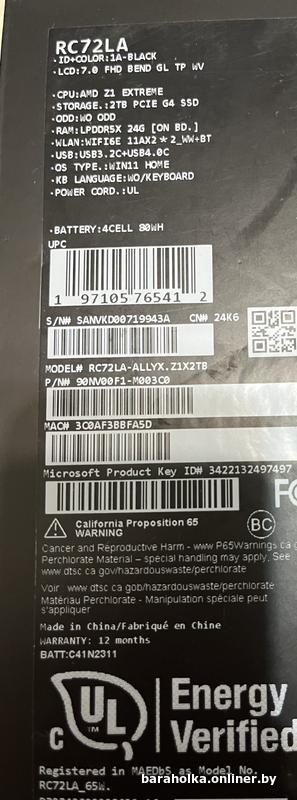 RC72LA
·ID+COLOR:1A-BLACK
·LCD:7.0 FHD BEND GL TP WV
·CPU:AMD Z1 EXTREME
·STORAGE.:2TB PCIE G4 SSD
·ODD:WO ODD
·RAM:LPDDR5X 24G [ON BD.]
·WLAN:WIFI6E 11AX2*2_WW+BT
·USB:USB3.2C+USB4.0C
·OS TYPE.:WIN11 HOME
·KB LANGUAGE:WO/KEYBOARD
·POWER CORD.:UL
·BATTERY:4CELL 80WH
UPC
1 97105 76541 2
S/N# SANVKD00719943A CN# 24K6
MODEL# RC72LA-ALLYX.Z1X2TB
P/N# 90NV00F1-M003C0
MAC# 3C0AF3BBFA5D
Microsoft Product Key ID# 3422132497497
FC
California Proposition 65
WARNING
BC
Cancer and Reproductive Harm - www.P65Warnings.ca.g
Perchlorate Material – special handling may apply, See
www.dtsc.ca.gov/hazardouswaste/perchlorate
Voir www.dtsc.ca.gov/hazardouswaste/perchlorate
Matériau Perchlorate - Manipulation spéciale peut
s'appliquer
Made in China/Fabriqué en Chine
WARRANTY: 12 months
BATT:C41N2311
C UL
Energy
Verified
Registered in MAEDbS as Model No.
RC72LA_65W.
baraholka.onliner.by